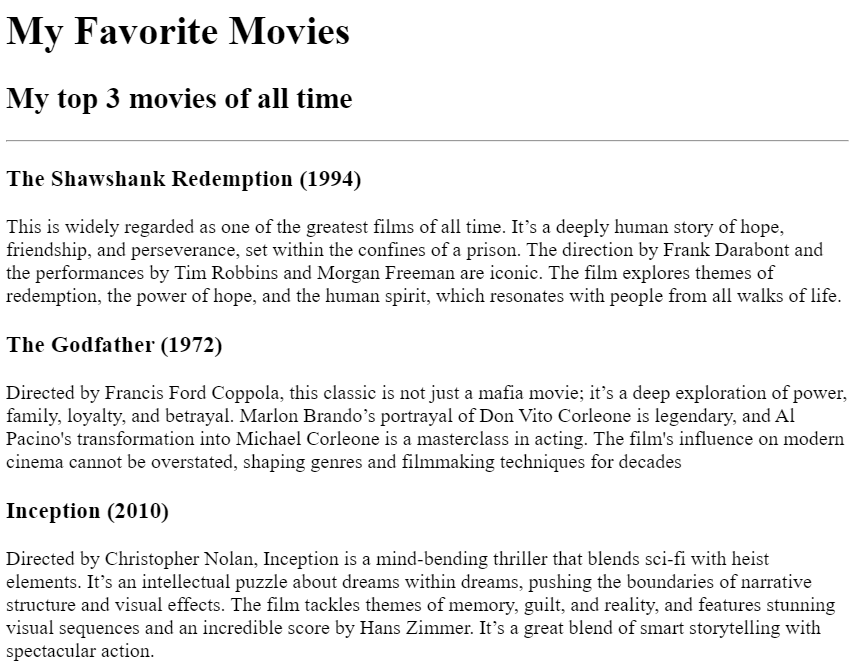 My Favorite Movies
My top 3 movies of all time
The Shawshank Redemption (1994)
This is widely regarded as one of the greatest films of all time. It’s a deeply human story of hope,
friendship, and perseverance, set within the confines of a prison. The direction by Frank Darabont and
the performances by Tim Robbins and Morgan Freeman are iconic. The film explores themes of
redemption, the power of hope, and the human spirit, which resonates with people from all walks of life.
The Godfather (1972)
Directed by Francis Ford Coppola, this classic is not just a mafia movie; it’s a deep exploration of power,
family, loyalty, and betrayal. Marlon Brando’s portrayal of Don Vito Corleone is legendary, and Al
Pacino's transformation into Michael Corleone is a masterclass in acting. The film's influence on modern
cinema cannot be overstated, shaping genres and filmmaking techniques for decades
Inception (2010)
Directed by Christopher Nolan, Inception is a mind-bending thriller that blends sci-fi with heist
elements. It’s an intellectual puzzle about dreams within dreams, pushing the boundaries of narrative
structure and visual effects. The film tackles themes of memory, guilt, and reality, and features stunning
visual sequences and an incredible score by Hans Zimmer. It’s a great blend of smart storytelling with
spectacular action.